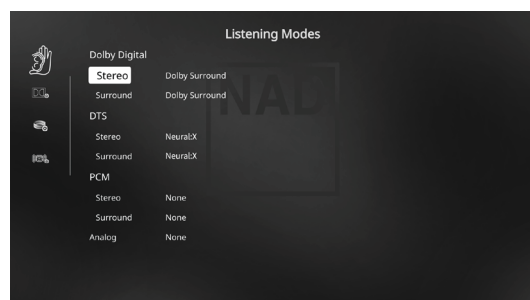 Listening Modes
Dolby Digital
Stereo Dolby Surround
Surround Dolby Surround
NAD
DTS
Stereo Neural:X
Surround Neural:X
PCM
Stereo None
Surround None
Analog None